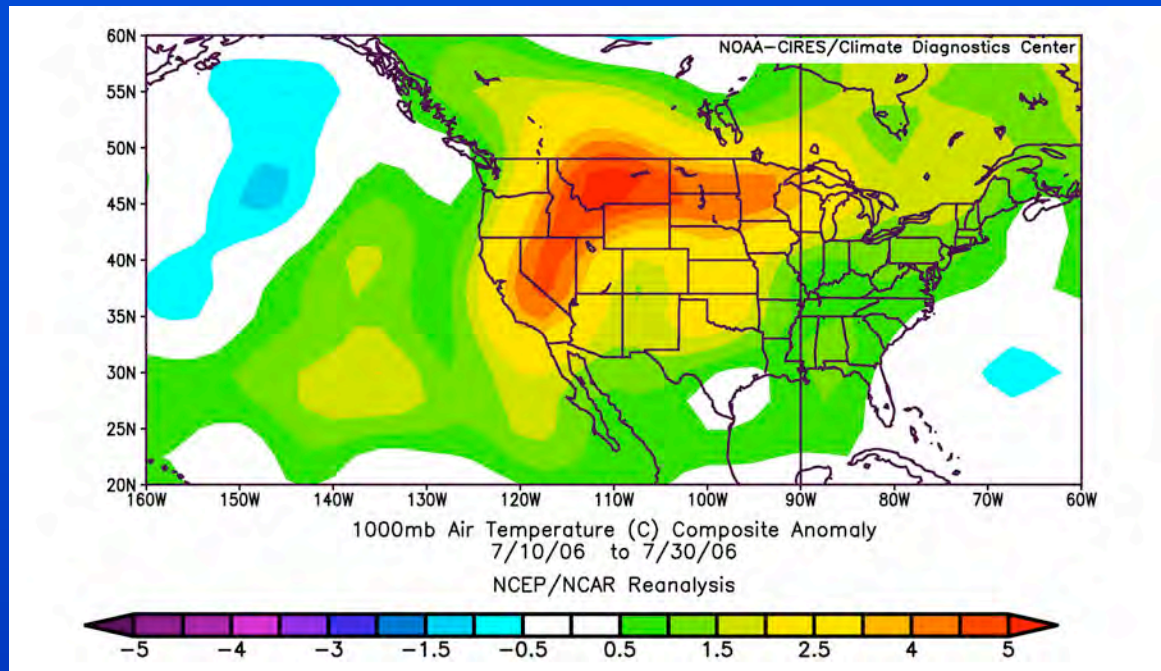 60N
NOAA-CIRES/Climate Diagnostics Center
55N
50N
45N
40N
35N
30N
25N
20N
160W 150W 140W 130W 120W 110W 100W 90W 80W 70W 60W
1000mb Air Temperature (C) Composite Anomaly
7/10/06 to 7/30/06
NCEP/NCAR Reanalysis
-5 -4 -3 -1.5 -0.5 0.5 1.5 2.5 4 5